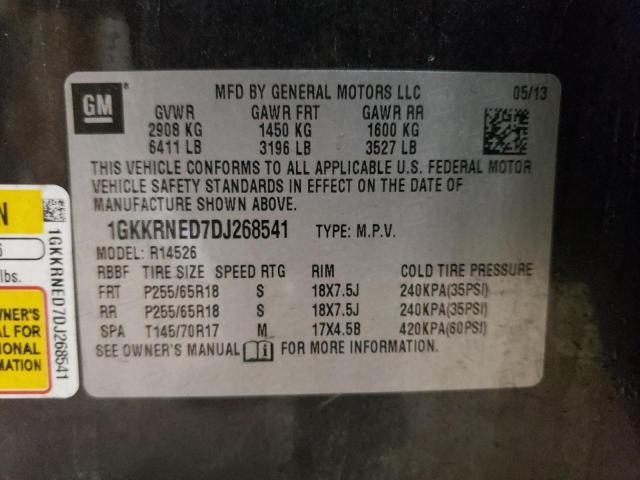 GM
MFD BY GENERAL MOTORS LLC 05/13
GVWR GAWR FRT GAWR RR
2908 KG 1450 KG 1600 KG
6411 LB 3196 LB 3527 LB
THIS VEHICLE CONFORMS TO ALL APPLICABLE U.S. FEDERAL MOTOR
VEHICLE SAFETY STANDARDS IN EFFECT ON THE DATE OF
MANUFACTURE SHOWN ABOVE.
1GKKRNED7DJ268541 TYPE: M.P.V.
MODEL: R14526
RBBF TIRE SIZE SPEED RTG RIM COLD TIRE PRESSURE
FRT P255/65R18 S 18X7.5J 240KPA(35PSI)
RR P255/65R18 S 18X7.5J 240KPA(35PSI)
SPA T145/70R17 M 17X4.5B 420KPA(60PSI)
SEE OWNER'S MANUAL i FOR MORE INFORMATION.
N
lbs.
WNER'S
AL FOR
IONAL
MATION
1GKKRNED7DJ268541